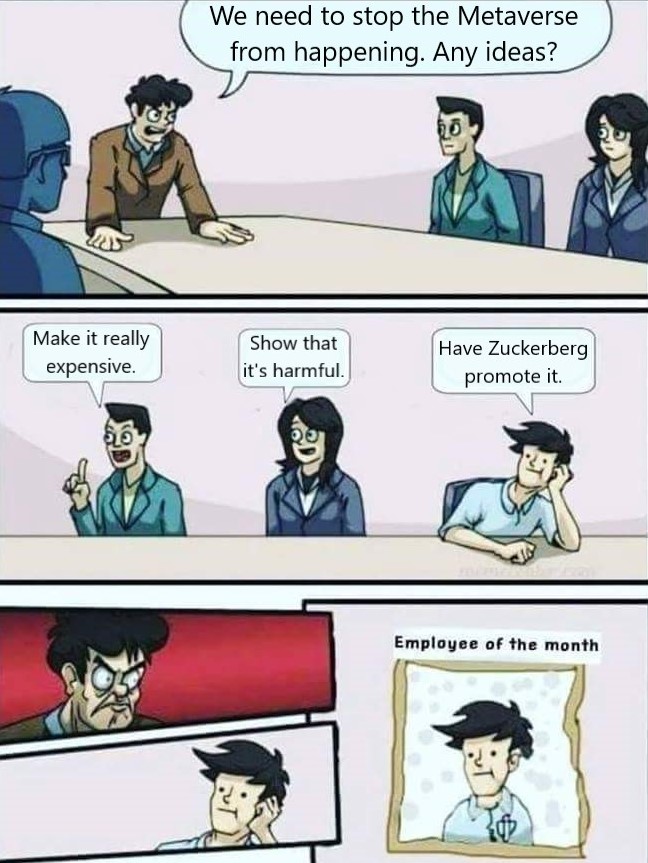 We need to stop the Metaverse
from happening. Any ideas?
Make it really
expensive.
Show that
it's harmful.
Have Zuckerberg
promote it.
Employee of the month